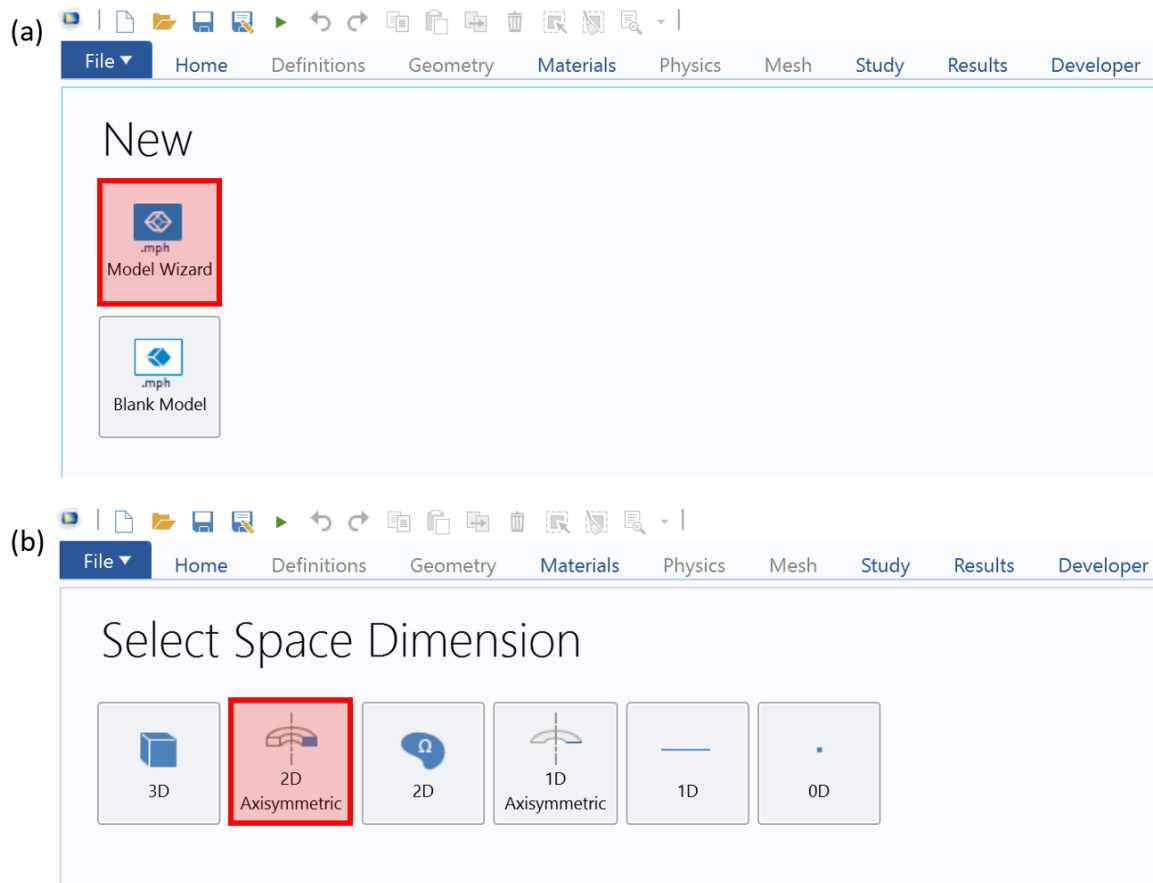 (a)
File Home Definitions Geometry Materials Physics Mesh Study Results Developer
New
.mph
Model Wizard
.mph
Blank Model
(b)
File Home Definitions Geometry Materials Physics Mesh Study Results Developer
Select Space Dimension
3D
2D
Axisymmetric
Ω
2D
1D
Axisymmetric
1D
0D